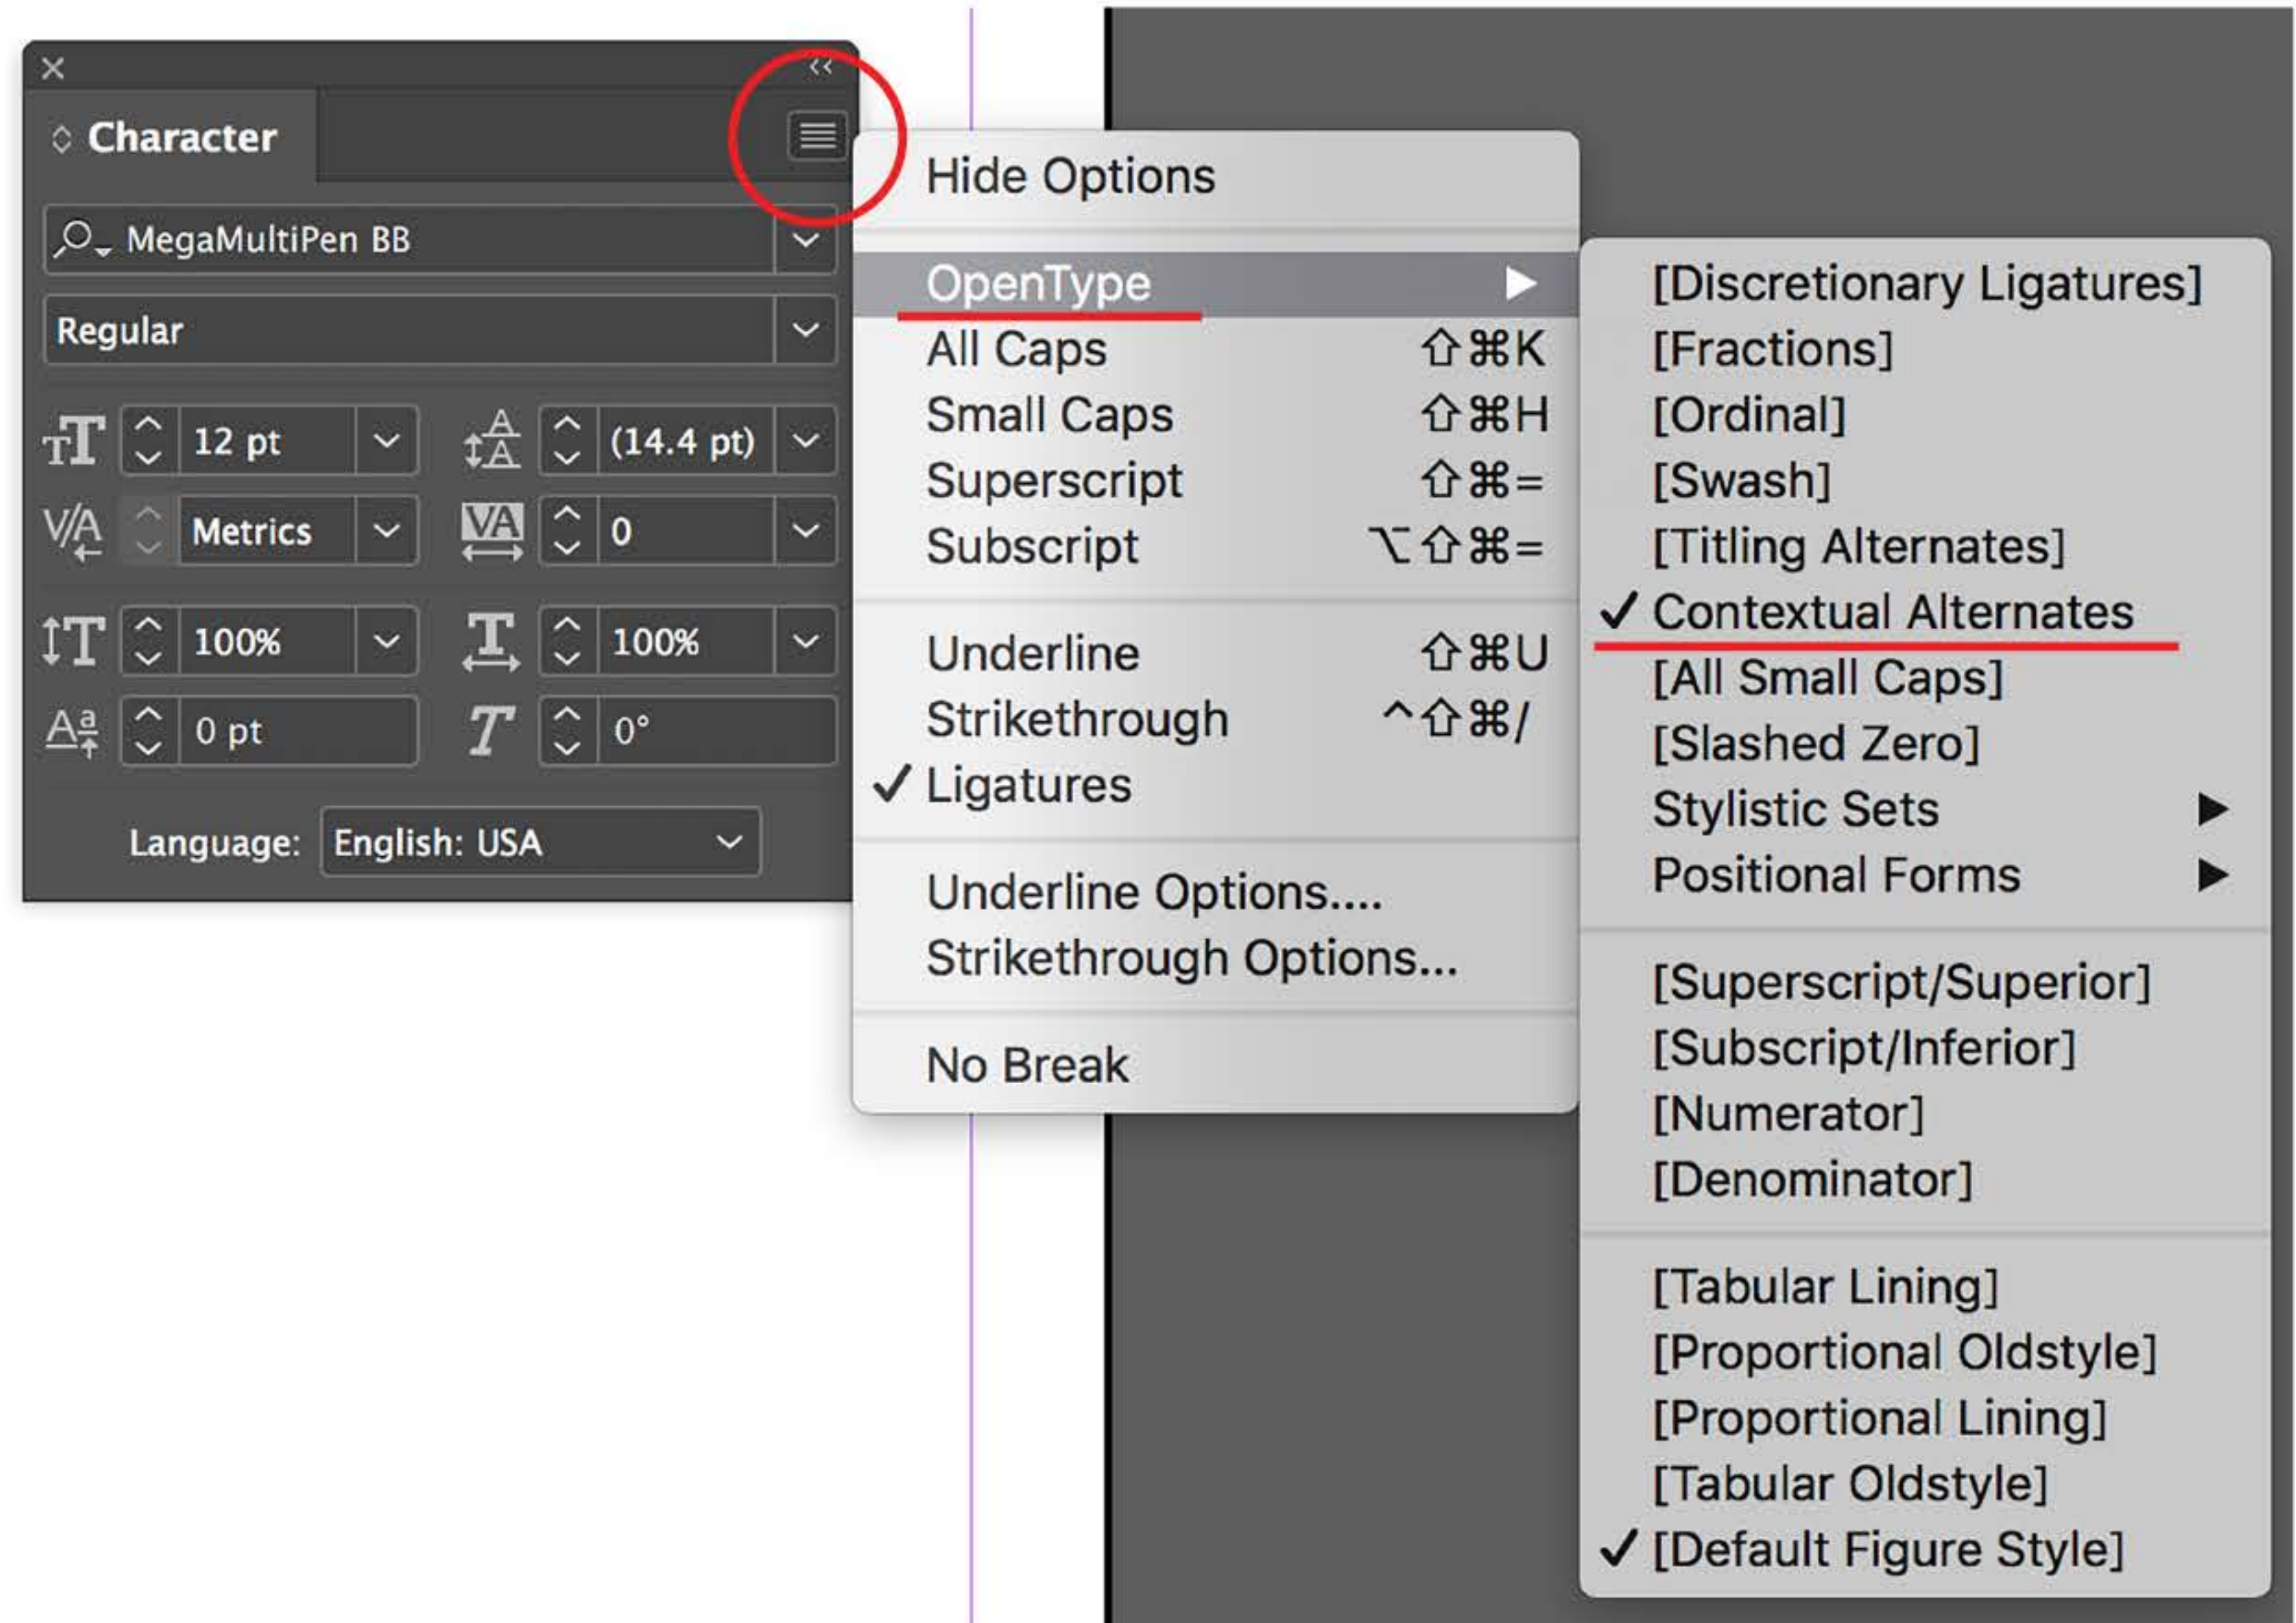 Character
MegaMultiPen BB
Regular
12 pt
(14.4 pt)
Metrics
0
100%
100%
0 pt
0°
Language: English: USA
Hide Options
OpenType
All Caps ⇧⌘K
Small Caps ⇧⌘H
Superscript ⇧⌘=
Subscript ⌥⇧⌘=
Underline ⇧⌘U
Strikethrough ^⇧⌘/
✓ Ligatures
Underline Options....
Strikethrough Options...
No Break
[Discretionary Ligatures]
[Fractions]
[Ordinal]
[Swash]
[Titling Alternates]
✓ Contextual Alternates
[All Small Caps]
[Slashed Zero]
Stylistic Sets
Positional Forms
[Superscript/Superior]
[Subscript/Inferior]
[Numerator]
[Denominator]
[Tabular Lining]
[Proportional Oldstyle]
[Proportional Lining]
[Tabular Oldstyle]
✓ [Default Figure Style]